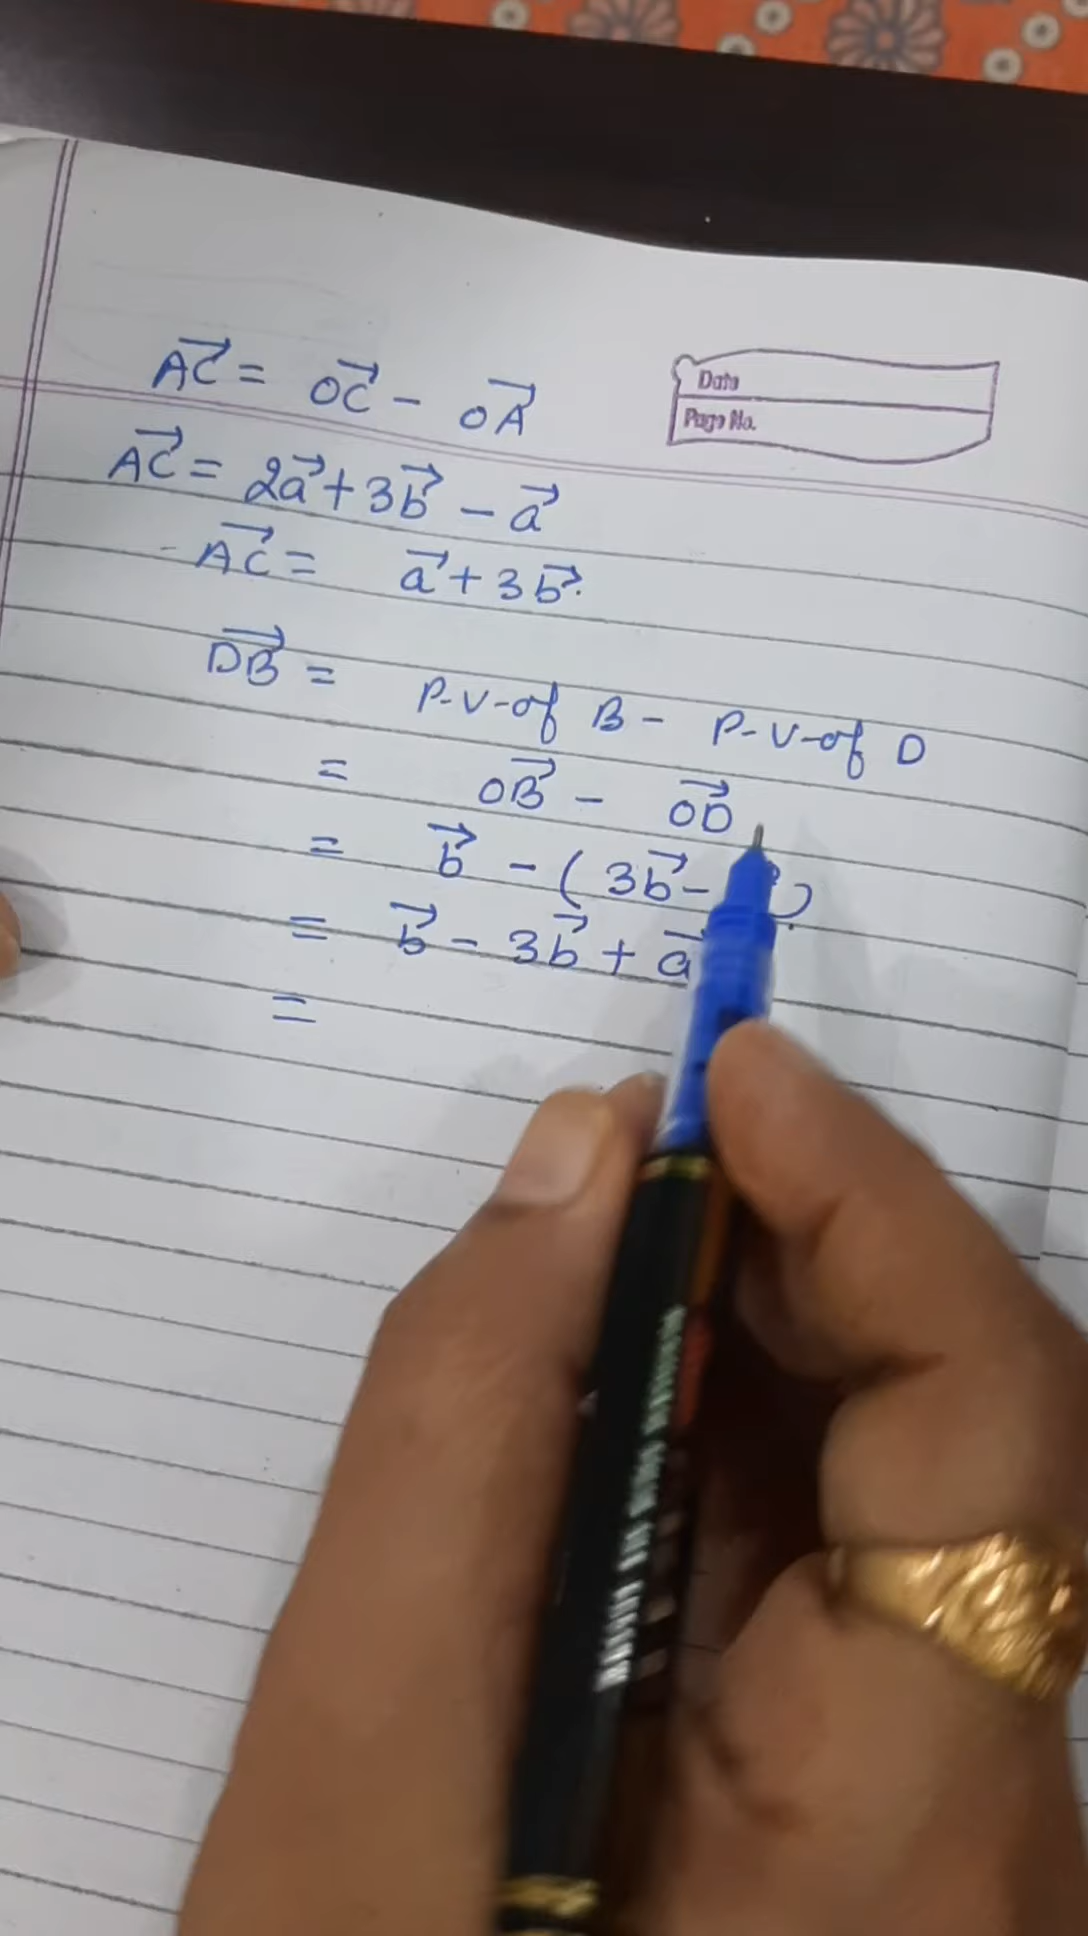 AC⃗ = OC⃗ - OA⃗
Date
Page No.
AC⃗ = 2a⃗ + 3b⃗ - a⃗
AC⃗ = a⃗ + 3b⃗.
DB⃗ = P.V. of B - P.V. of D
= OB⃗ - OD⃗
= b⃗ - (3b⃗ - )
= b⃗ - 3b⃗ + a⃗
=